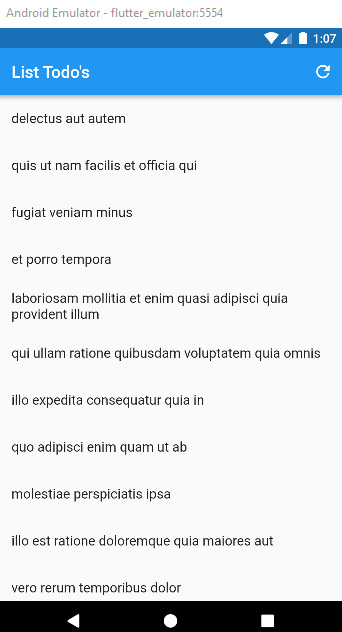 Android Emulator - flutter_emulator:5554
1:07
List Todo's
delectus aut autem
quis ut nam facilis et officia qui
fugiat veniam minus
et porro tempora
laboriosam mollitia et enim quasi adipisci quia
provident illum
qui ullam ratione quibusdam voluptatem quia omnis
illo expedita consequatur quia in
quo adipisci enim quam ut ab
molestiae perspiciatis ipsa
illo est ratione doloremque quia maiores aut
vero rerum temporibus dolor